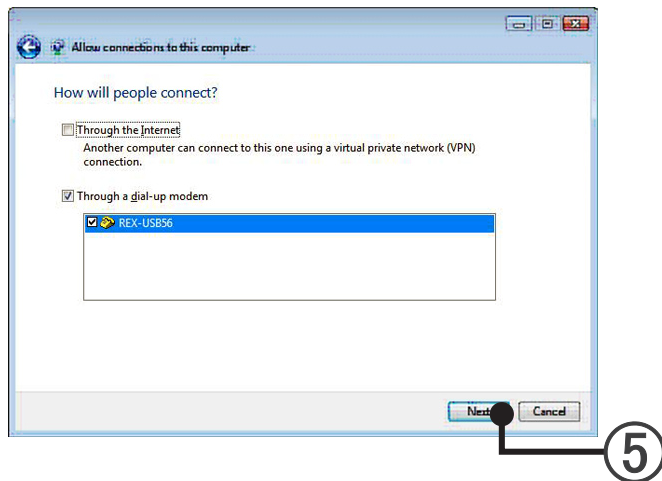 Allow connections to this computer
How will people connect?
Through the Internet
Another computer can connect to this one using a virtual private network (VPN)
connection.
Through a dial-up modem
REX-USB56
Next Cancel
5